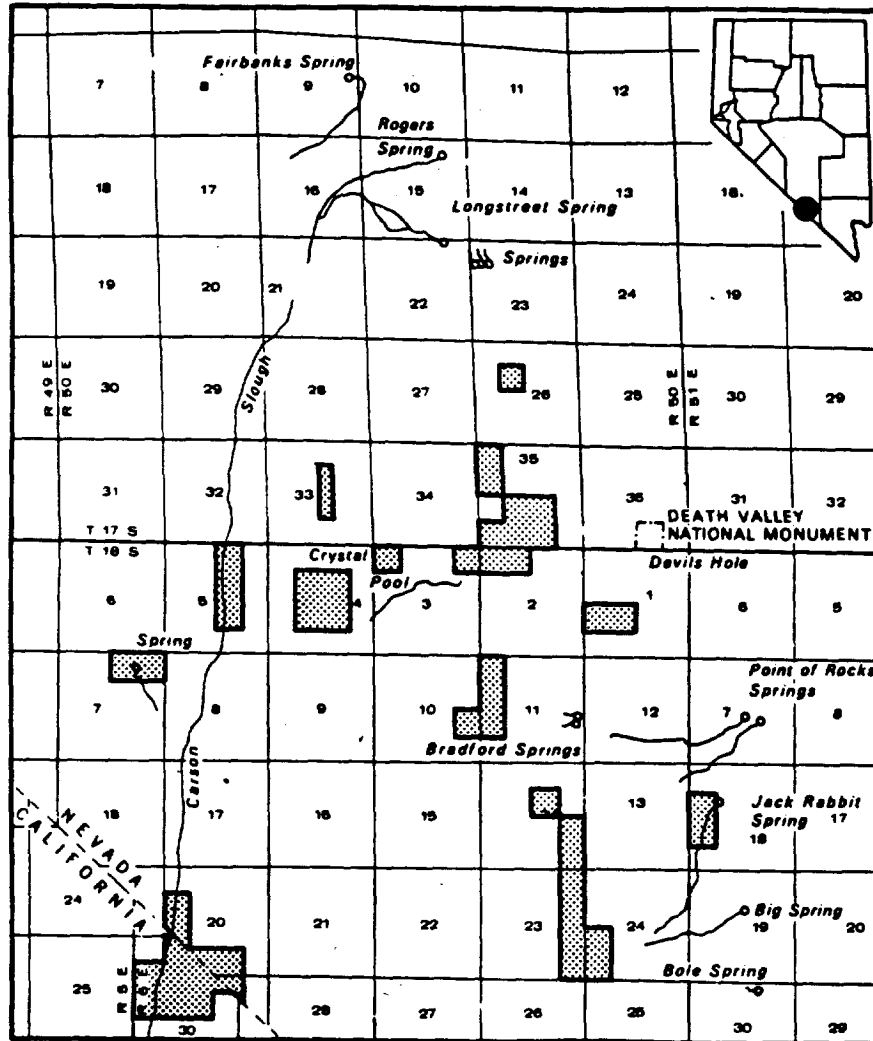 Fairbanks Spring
7 8 9 10 11 12
Rogers
Spring
18 17 16 15 14 13 18.
Longstreet Spring
Springs
19 20 21 22 23 24 19 20
R 49 E
R 50 E
30 29 Slough 28 27 26 25
R 50 E
R 51 E
30 29
31 32 33 34 35 36 31 32
DEATH VALLEY
NATIONAL MONUMENT
T 17 S
T 18 S
Crystal
Pool
Devils Hole
6 5 4 3 2 1 6 5
Spring
Point of Rocks
Springs
7 8 9 10 11 12 7 8
Bradford Springs
Carson
NEVADA
CALIFORNIA
18 17 16 15 13
Jack Rabbit
Spring 17
18
24 20 21 22 23 24
Big Spring
19 20
Bole Spring
25
R 5 E
R 6 E
30 28 27 26 25 30 29